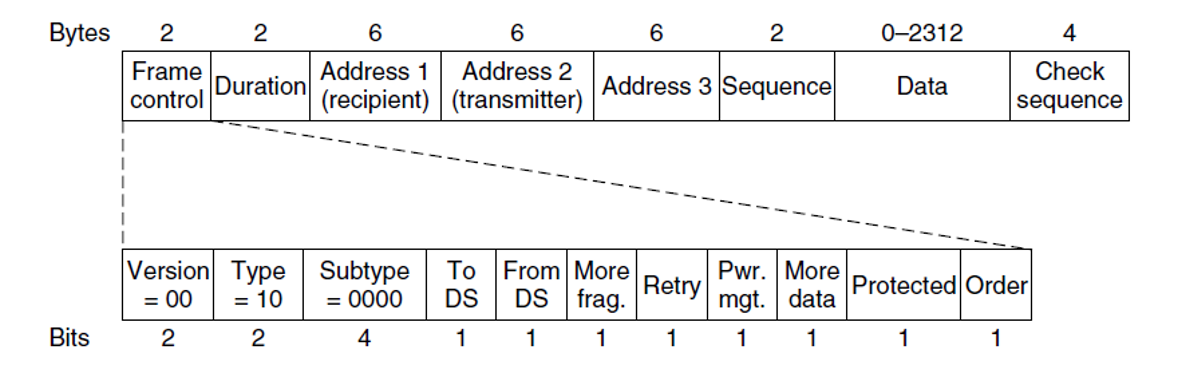 Bytes 2 2 6 6 6 2 0–2312 4
Frame control Duration Address 1 (recipient) Address 2 (transmitter) Address 3 Sequence Data Check sequence
Version = 00 Type = 10 Subtype = 0000 To DS From DS More frag. Retry Pwr. mgt. More data Protected Order
Bits 2 2 4 1 1 1 1 1 1 1 1